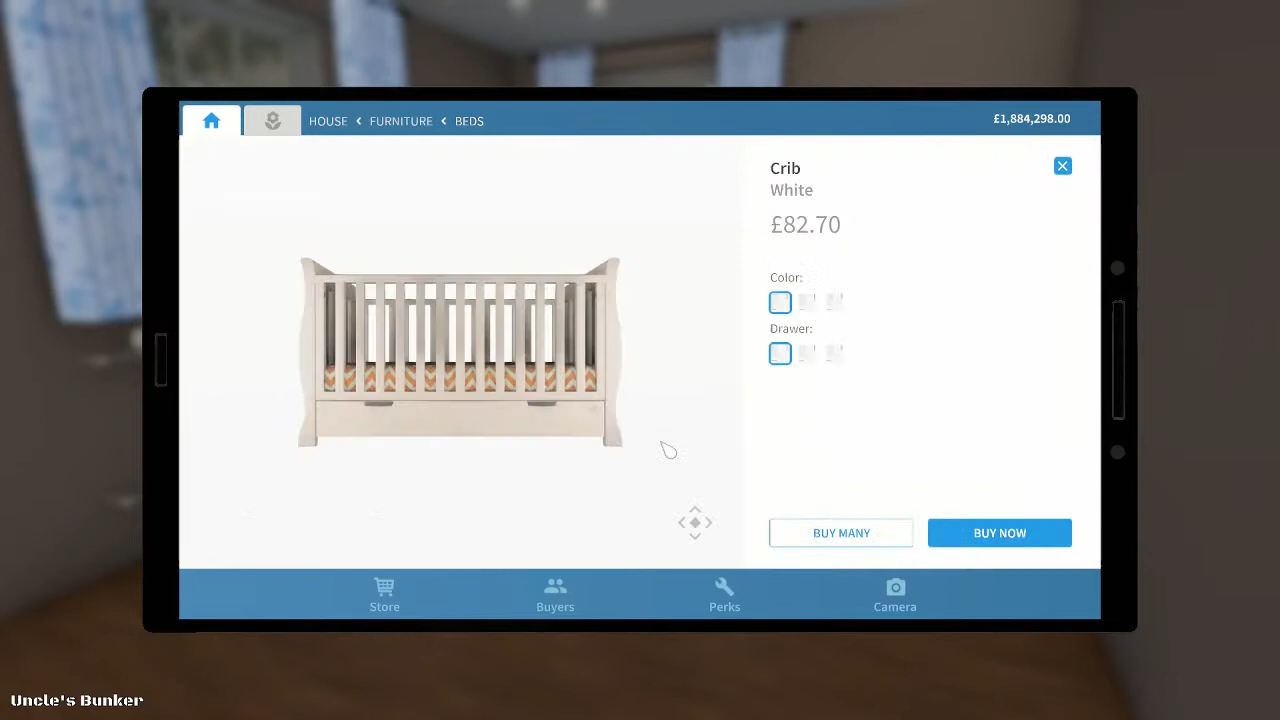 HOUSE < FURNITURE < BEDS
£1,884,298.00
Crib
White
£82.70
Color:
Drawer:
BUY MANY
BUY NOW
Store
Buyers
Perks
Camera
Uncle's Bunker